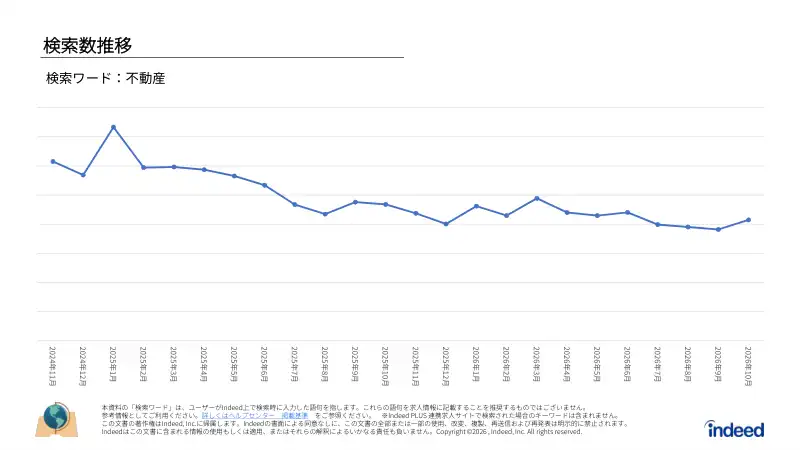 検索数推移
検索ワード：不動産
2024年11月
2024年12月
2025年1月
2025年2月
2025年3月
2025年4月
2025年5月
2025年6月
2025年7月
2025年8月
2025年9月
2025年10月
2025年11月
2025年12月
2026年1月
2026年2月
2026年3月
2026年4月
2026年5月
2026年6月
2026年7月
2026年8月
2026年9月
2026年10月
本資料の「検索ワード」は、ユーザーがIndeed上で検索時に入力した語句を指します。これらの語句を求人情報に記載することを推奨するものではございません。
参考情報としてご利用ください。詳しくはヘルプセンター 掲載基準 をご参照ください。 ※Indeed PLUS 連携求人サイトで検索された場合のキーワードは含まれません。
この文書の著作権はIndeed, Inc.に帰属します。Indeedの書面による同意なしに、この文書の全部または一部の使用、改変、複製、再送信および再発表は明示的に禁止されます。
Indeedはこの文書に含まれる情報の使用もしくは適用、またはそれらの解釈によるいかなる責任も負いません。Copyright ©2026 , Indeed, Inc. All rights reserved.
indeed